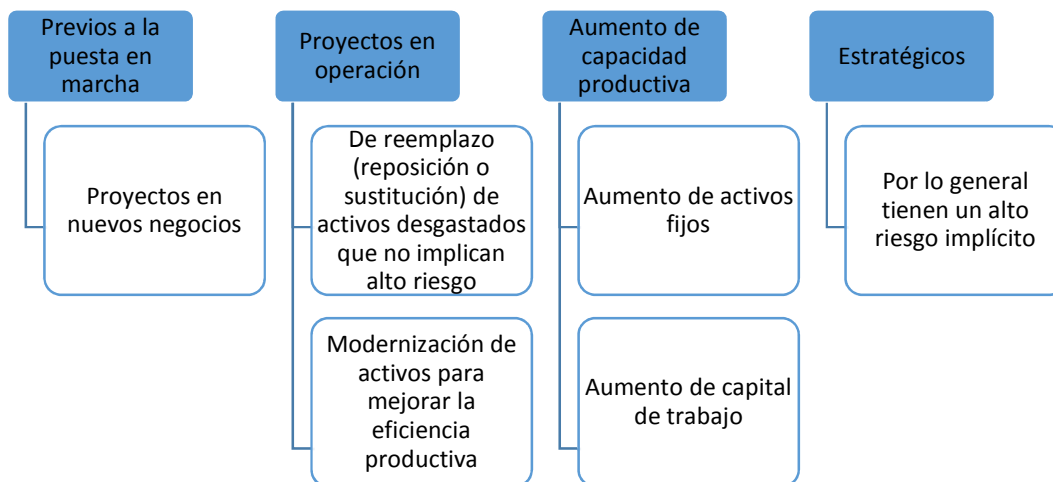 Previos a la
puesta en
marcha
Proyectos en
nuevos negocios
Proyectos en
operación
De reemplazo
(reposición o
sustitución) de
activos desgastados
que no implican
alto riesgo
Modernización de
activos para
mejorar la
eficiencia
productiva
Aumento de
capacidad
productiva
Aumento de activos
fijos
Aumento de capital
de trabajo
Estratégicos
Por lo general
tienen un alto
riesgo implícito